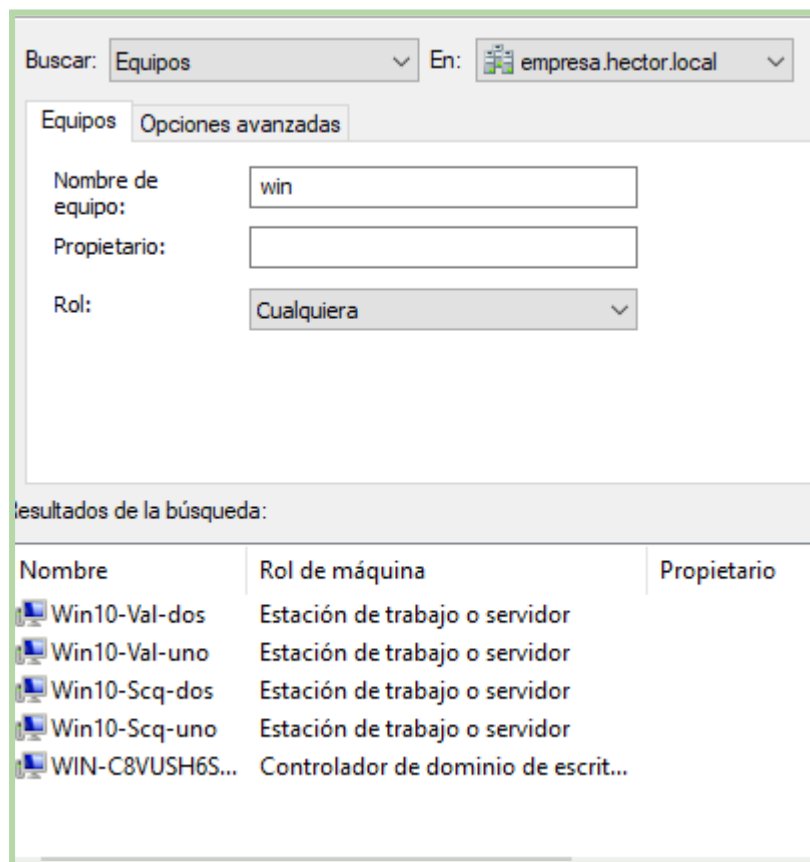 Buscar: Equipos En: empresa.hector.local
Equipos Opciones avanzadas
Nombre de
equipo: win
Propietario:
Rol: Cualquiera
Resultados de la búsqueda:
Nombre Rol de máquina Propietario
Win10-Val-dos Estación de trabajo o servidor
Win10-Val-uno Estación de trabajo o servidor
Win10-Scq-dos Estación de trabajo o servidor
Win10-Scq-uno Estación de trabajo o servidor
WIN-C8VUSH6S... Controlador de dominio de escrit...